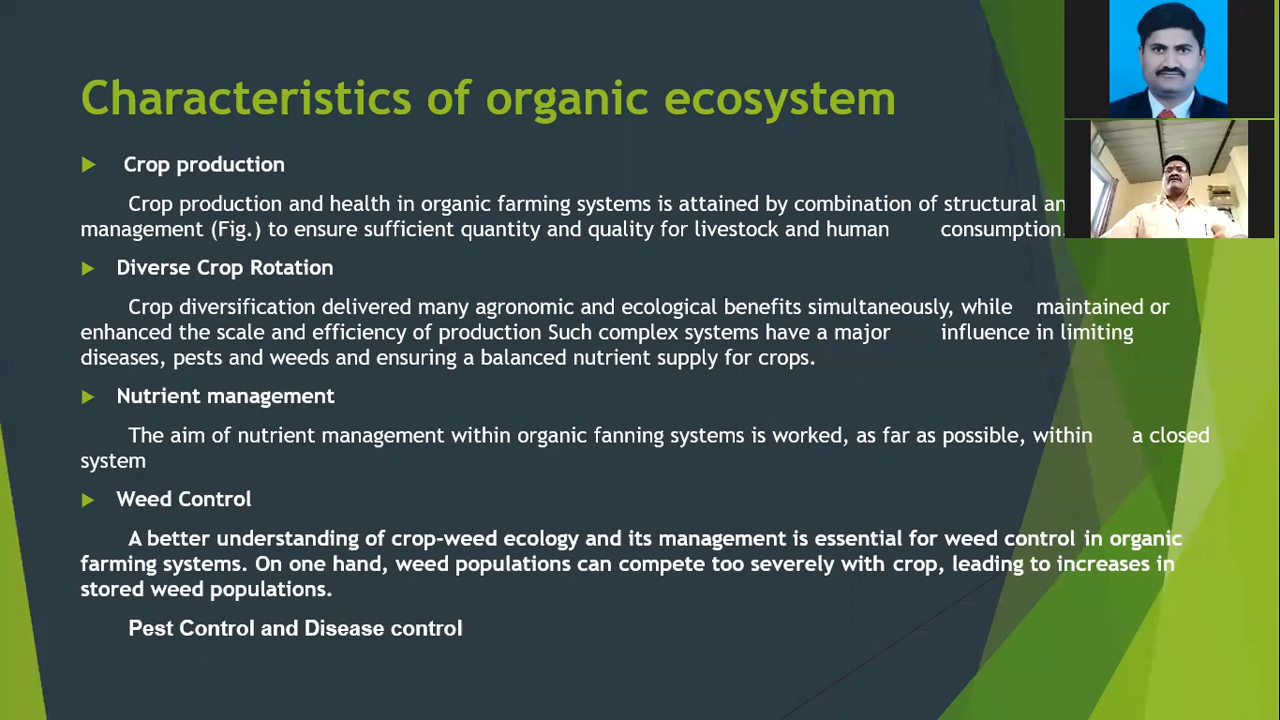 Characteristics of organic ecosystem
Crop production
Crop production and health in organic farming systems is attained by combination of structural
management (Fig.) to ensure sufficient quantity and quality for livestock and human consumption.
Diverse Crop Rotation
Crop diversification delivered many agronomic and ecological benefits simultaneously, while maintained or
enhanced the scale and efficiency of production Such complex systems have a major influence in limiting
diseases, pests and weeds and ensuring a balanced nutrient supply for crops.
Nutrient management
The aim of nutrient management within organic fanning systems is worked, as far as possible, within a closed
system
Weed Control
A better understanding of crop-weed ecology and its management is essential for weed control in organic
farming systems. On one hand, weed populations can compete too severely with crop, leading to increases in
stored weed populations.
Pest Control and Disease control